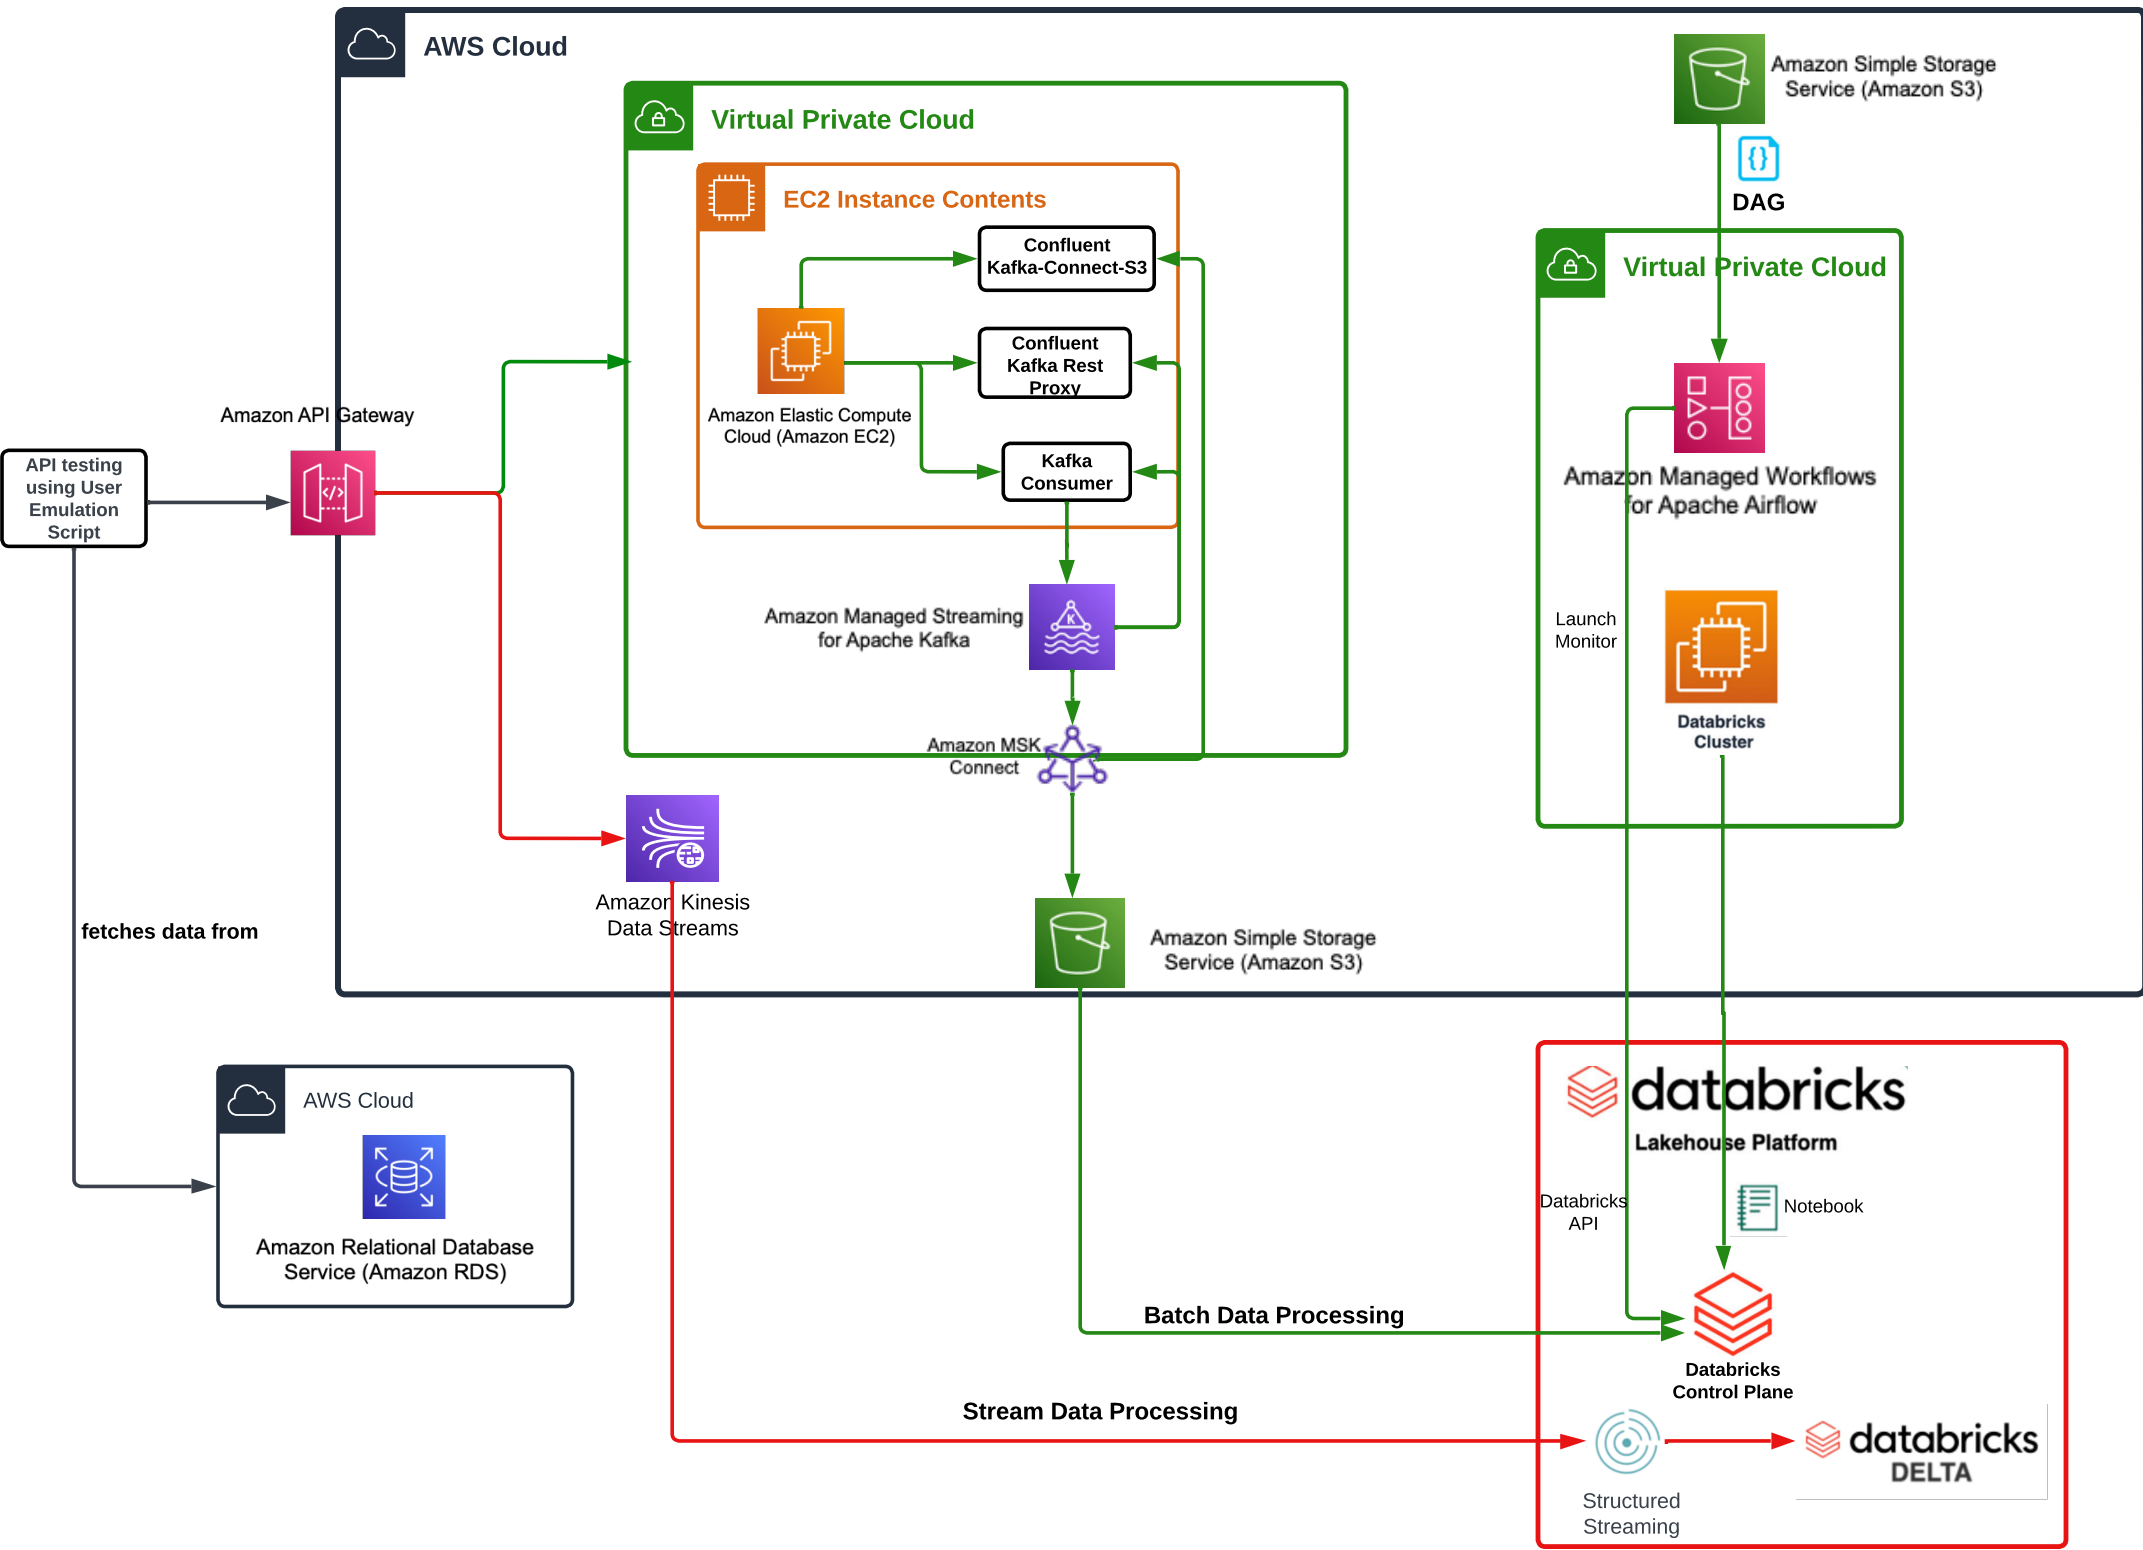 AWS Cloud
Amazon Simple Storage
Service (Amazon S3)
DAG
Virtual Private Cloud
EC2 Instance Contents
Confluent
Kafka-Connect-S3
Confluent
Kafka Rest
Proxy
Kafka
Consumer
Amazon Elastic Compute
Cloud (Amazon EC2)
Amazon Managed Streaming
for Apache Kafka
K
Amazon MSK
Connect
Virtual Private Cloud
Amazon Managed Workflows
for Apache Airflow
Launch
Monitor
Databricks
Cluster
Amazon API Gateway
API testing
using User
Emulation
Script
Amazon Kinesis
Data Streams
Amazon Simple Storage
Service (Amazon S3)
fetches data from
AWS Cloud
Amazon Relational Database
Service (Amazon RDS)
databricks
Lakehouse Platform
Databricks
API
Notebook
Batch Data Processing
Databricks
Control Plane
Stream Data Processing
Structured
Streaming
databricks
DELTA